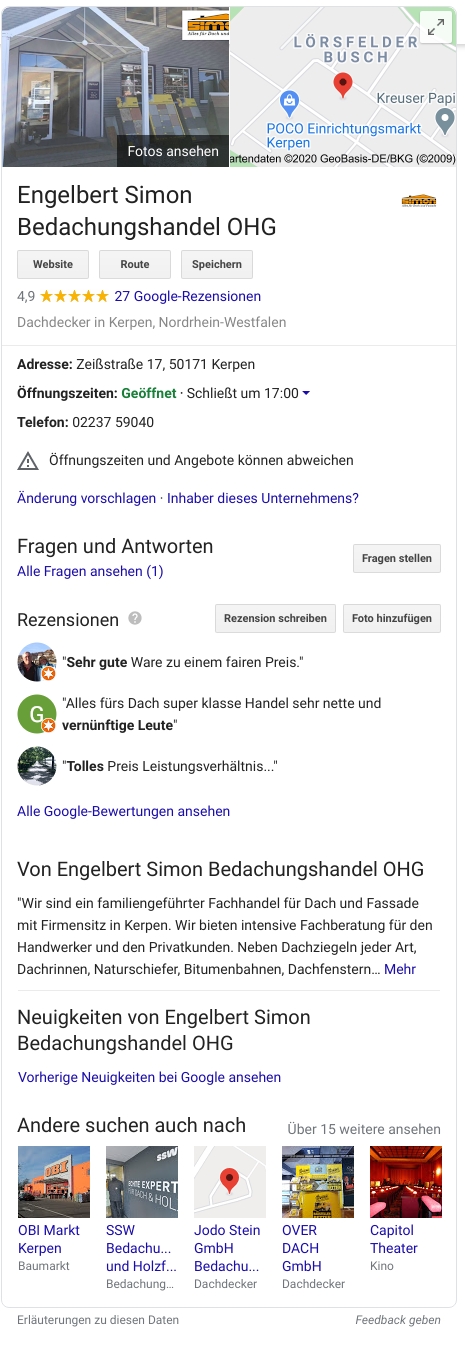 simon
Alles für Dach und
LÖRSFELDER
BUSCH
Kreuser Papi
POCO Einrichtungsmarkt
Kerpen
Fotos ansehen
artendaten ©2020 GeoBasis-DE/BKG (©2009)
Engelbert Simon
Bedachungshandel OHG
simon
Website Route Speichern
4,9 27 Google-Rezensionen
Dachdecker in Kerpen, Nordrhein-Westfalen
Adresse: Zeißstraße 17, 50171 Kerpen
Öffnungszeiten: Geöffnet · Schließt um 17:00
Telefon: 02237 59040
Öffnungszeiten und Angebote können abweichen
Änderung vorschlagen · Inhaber dieses Unternehmens?
Fragen und Antworten
Fragen stellen
Alle Fragen ansehen (1)
Rezensionen ? Rezension schreiben Foto hinzufügen
"Sehr gute Ware zu einem fairen Preis."
G
"Alles fürs Dach super klasse Handel sehr nette und
vernünftige Leute"
"Tolles Preis Leistungsverhältnis..."
Alle Google-Bewertungen ansehen
Von Engelbert Simon Bedachungshandel OHG
"Wir sind ein familiengeführter Fachhandel für Dach und Fassade
mit Firmensitz in Kerpen. Wir bieten intensive Fachberatung für den
Handwerker und den Privatkunden. Neben Dachziegeln jeder Art,
Dachrinnen, Naturschiefer, Bitumenbahnen, Dachfenstern… Mehr
Neuigkeiten von Engelbert Simon
Bedachungshandel OHG
Vorherige Neuigkeiten bei Google ansehen
Andere suchen auch nach Über 15 weitere ansehen
OBI
ssw
ECHTE EXPERT
FÜR DACH & HOL
OBI Markt
Kerpen
Baumarkt
SSW
Bedachu...
und Holzf...
Bedachung...
Jodo Stein
GmbH
Bedachu...
Dachdecker
OVER
DACH
GmbH
Dachdecker
Capitol
Theater
Kino
Erläuterungen zu diesen Daten Feedback geben